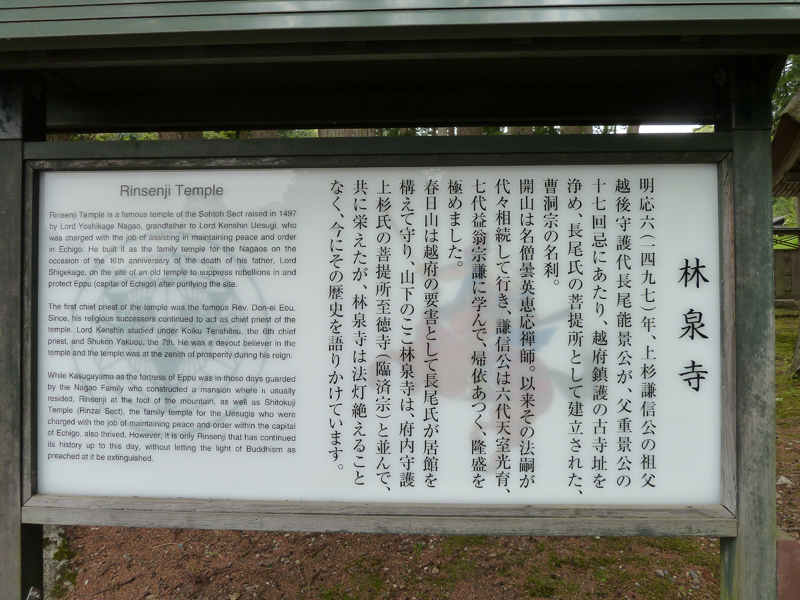 林泉寺
明応六(一四九七)年、上杉謙信公の祖父
越後守護代長尾能景公が、父重景公の
十七回忌にあたり、越府鎮護の古寺址を
浄め、長尾氏の菩提所として建立された、
曹洞宗の名刹。
開山は名僧曇英恵応禅師。以来その法嗣が
代々相続して行き、謙信公は六代天室光育、
七代益翁宗謙に学んで、帰依あつく、隆盛を
極めました。
春日山は越府の要害として長尾氏が居館を
構えて守り、山下のここ林泉寺は、府内守護
上杉氏の菩提所至徳寺(臨済宗)と並んで、
共に栄えたが、林泉寺は法灯絶えること
なく、今にその歴史を語りかけています。
Rinsenji Temple
Rinsenji Temple is a famous temple of the Sohtoh Sect raised in 1497
by Lord Yoshikage Nagao, grandfather to Lord Kenshin Uesugi, who
was charged with the job of assisting in maintaining peace and order
in Echigo. He built it as the family temple for the Nagaos on the
occasion of the 16th anniversary of the death of his father, Lord
Shigekage, on the site of an old temple to suppress rebellions in and
protect Eppu (capital of Echigo) after purifying the site.
The first chief priest of the temple was the famous Rev. Don-ei Eou.
Since, his religious successors continued to act as chief priest of the
temple. Lord Kenshin studied under Koiku Tenshitsu, the 6th chief
priest, and Shuken Yakuou, the 7th. He was a devout believer in the
temple and the temple was at the zenith of prosperity during his reign.
While Kasugayama as the fortress of Eppu was in those days guarded
by the Nagao Family who constructed a mansion where it usually
resided, Rinsenji at the foot of the mountain, as well as Shitokuji
Temple (Rinzai Sect), the family temple for the Uesugis who were
charged with the job of maintaining peace and order within the capital
of Echigo, also thrived. However, it is only Rinsenji that has continued
its history up to this day, without letting the light of Buddhism as
preached at it be extinguished.